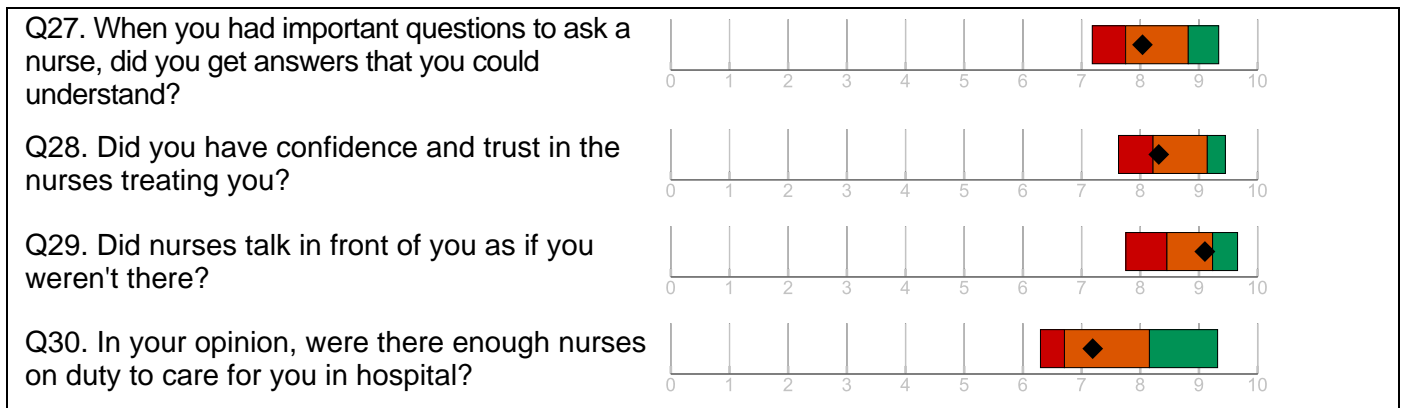 Q27. When you had important questions to ask a
nurse, did you get answers that you could
understand?
0 1 2 3 4 5 6 7 8 9 10
Q28. Did you have confidence and trust in the
nurses treating you?
0 1 2 3 4 5 6 7 8 9 10
Q29. Did nurses talk in front of you as if you
weren't there?
0 1 2 3 4 5 6 7 8 9 10
Q30. In your opinion, were there enough nurses
on duty to care for you in hospital?
0 1 2 3 4 5 6 7 8 9 10